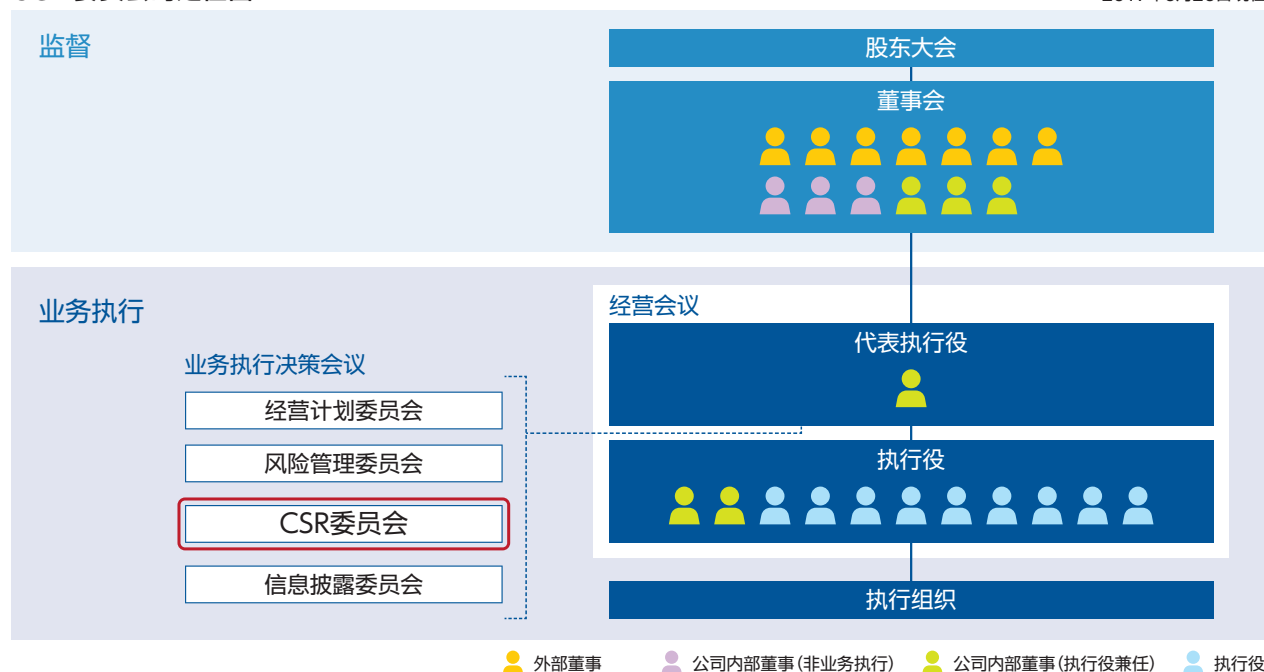 监督
股东大会
董事会
业务执行
经营会议
代表执行役
业务执行决策会议
经营计划委员会
风险管理委员会
CSR委员会
信息披露委员会
执行役
执行组织
外部董事
公司内部董事(非业务执行)
公司内部董事(执行役兼任)
执行役